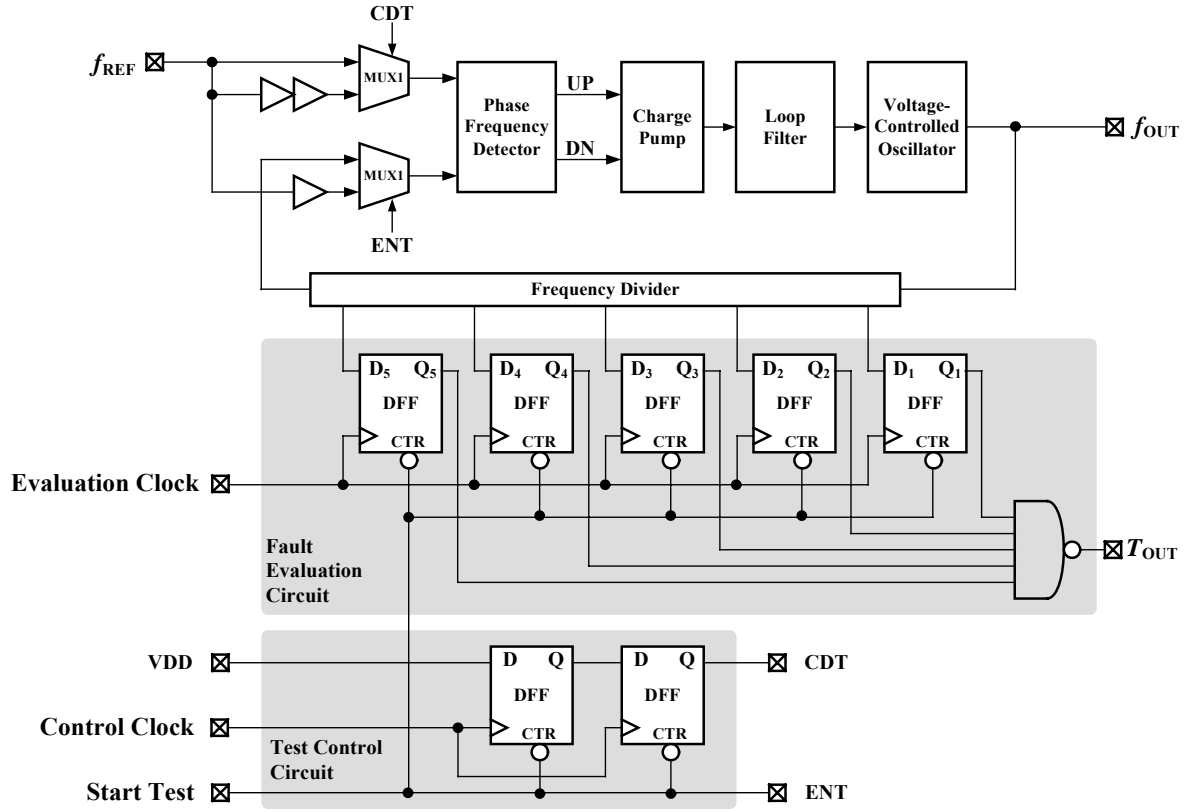 CDT
f_REF
MUX1
Phase
Frequency
Detector
UP
DN
Charge
Pump
Loop
Filter
Voltage-
Controlled
Oscillator
f_OUT
MUX1
ENT
Frequency Divider
D5 Q5
DFF
CTR
D4 Q4
DFF
CTR
D3 Q3
DFF
CTR
D2 Q2
DFF
CTR
D1 Q1
DFF
CTR
Evaluation Clock
Fault
Evaluation
Circuit
T_OUT
VDD
D Q
DFF
CTR
D Q
DFF
CTR
CDT
Control Clock
Test Control
Circuit
Start Test
ENT